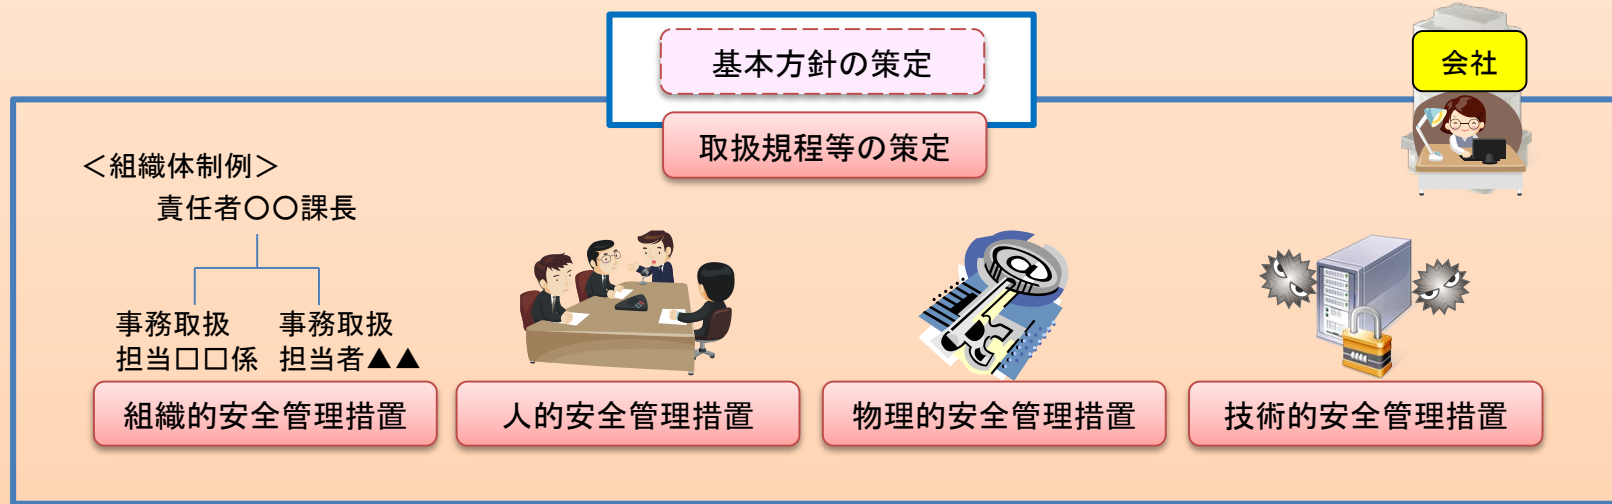 基本方針の策定
会社
取扱規程等の策定
＜組織体制例＞
責任者〇〇課長
事務取扱
担当□□係
事務取扱
担当者▲▲
組織的安全管理措置
人的安全管理措置
物理的安全管理措置
技術的安全管理措置